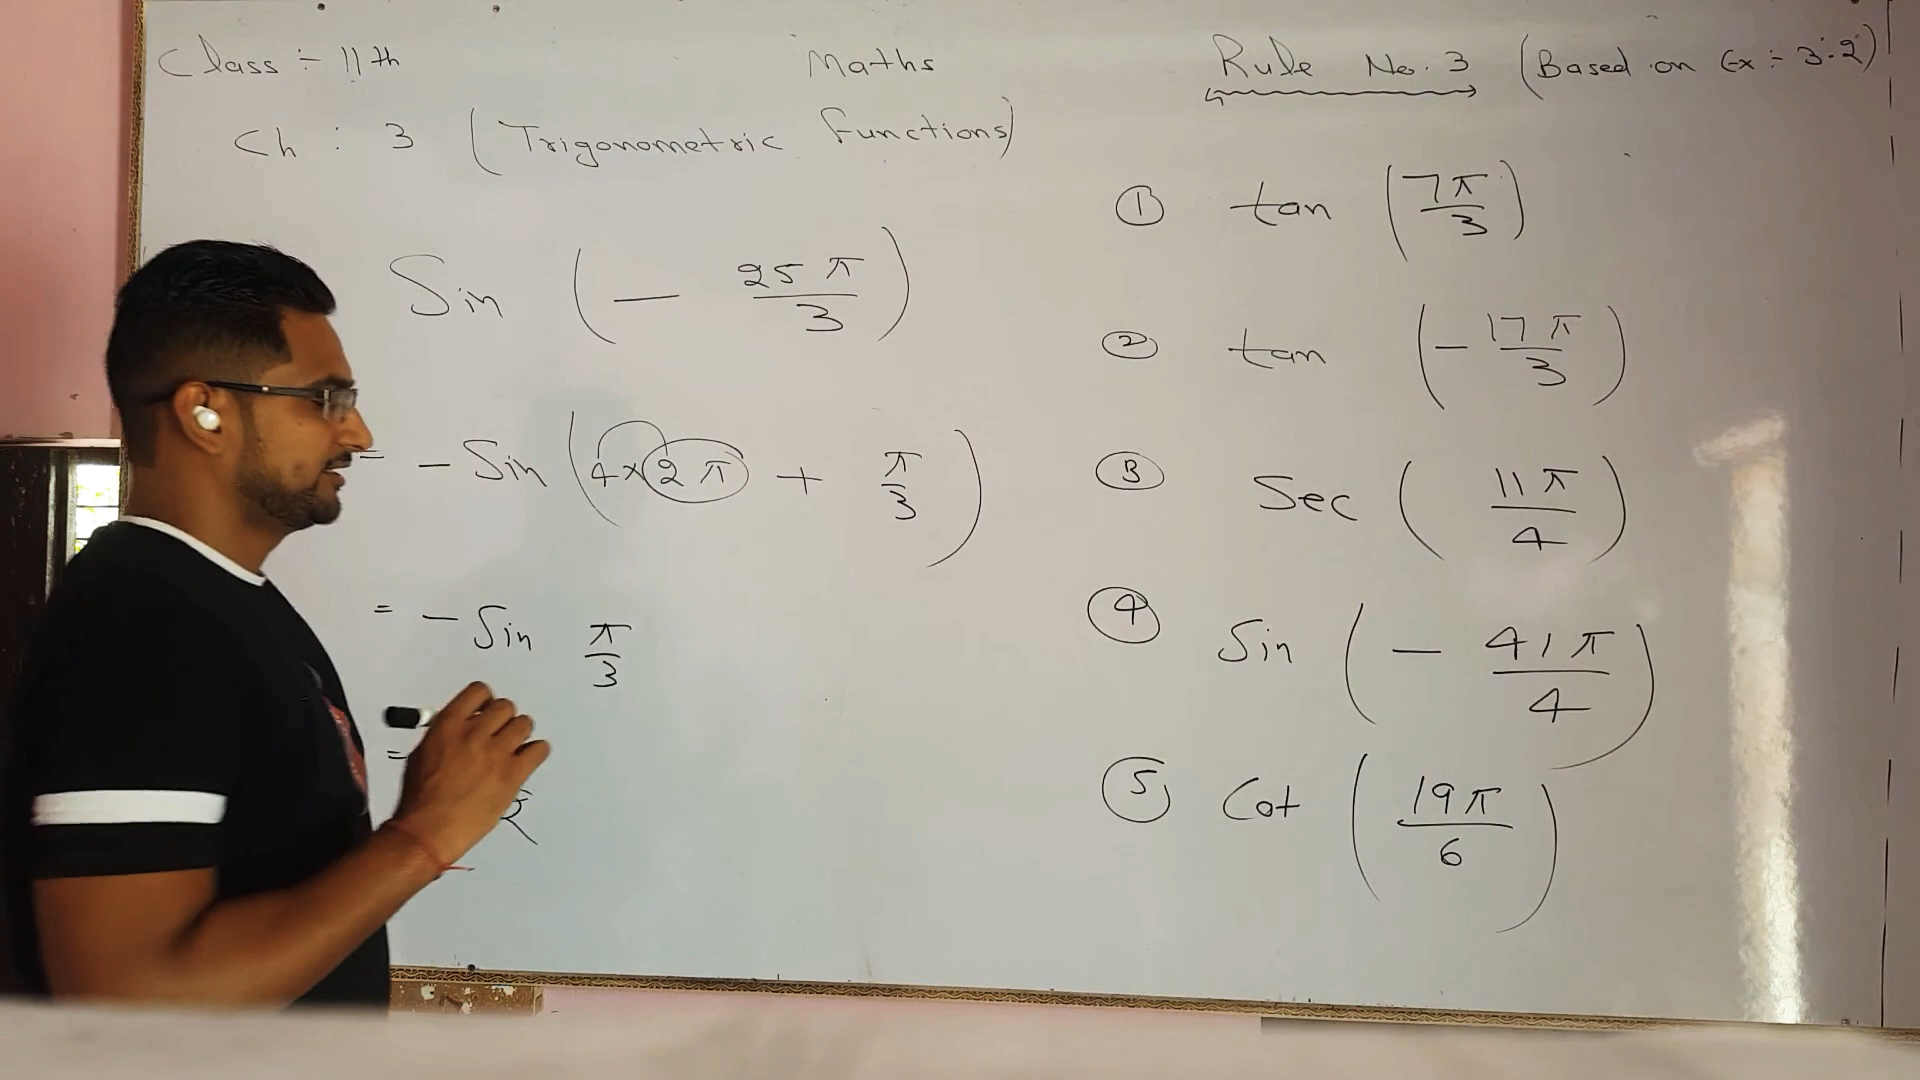 Class :- 11th
Maths
Rule No. 3 (Based on Ex :- 3.2)
Ch : 3 (Trigonometric Functions)
Sin (- 25π/3)
= - Sin (4×2π + π/3)
= - Sin π/3
=
2
① tan (7π/3)
② tan (-17π/3)
③ Sec (11π/4)
④ Sin (- 41π/4)
⑤ Cot (19π/6)